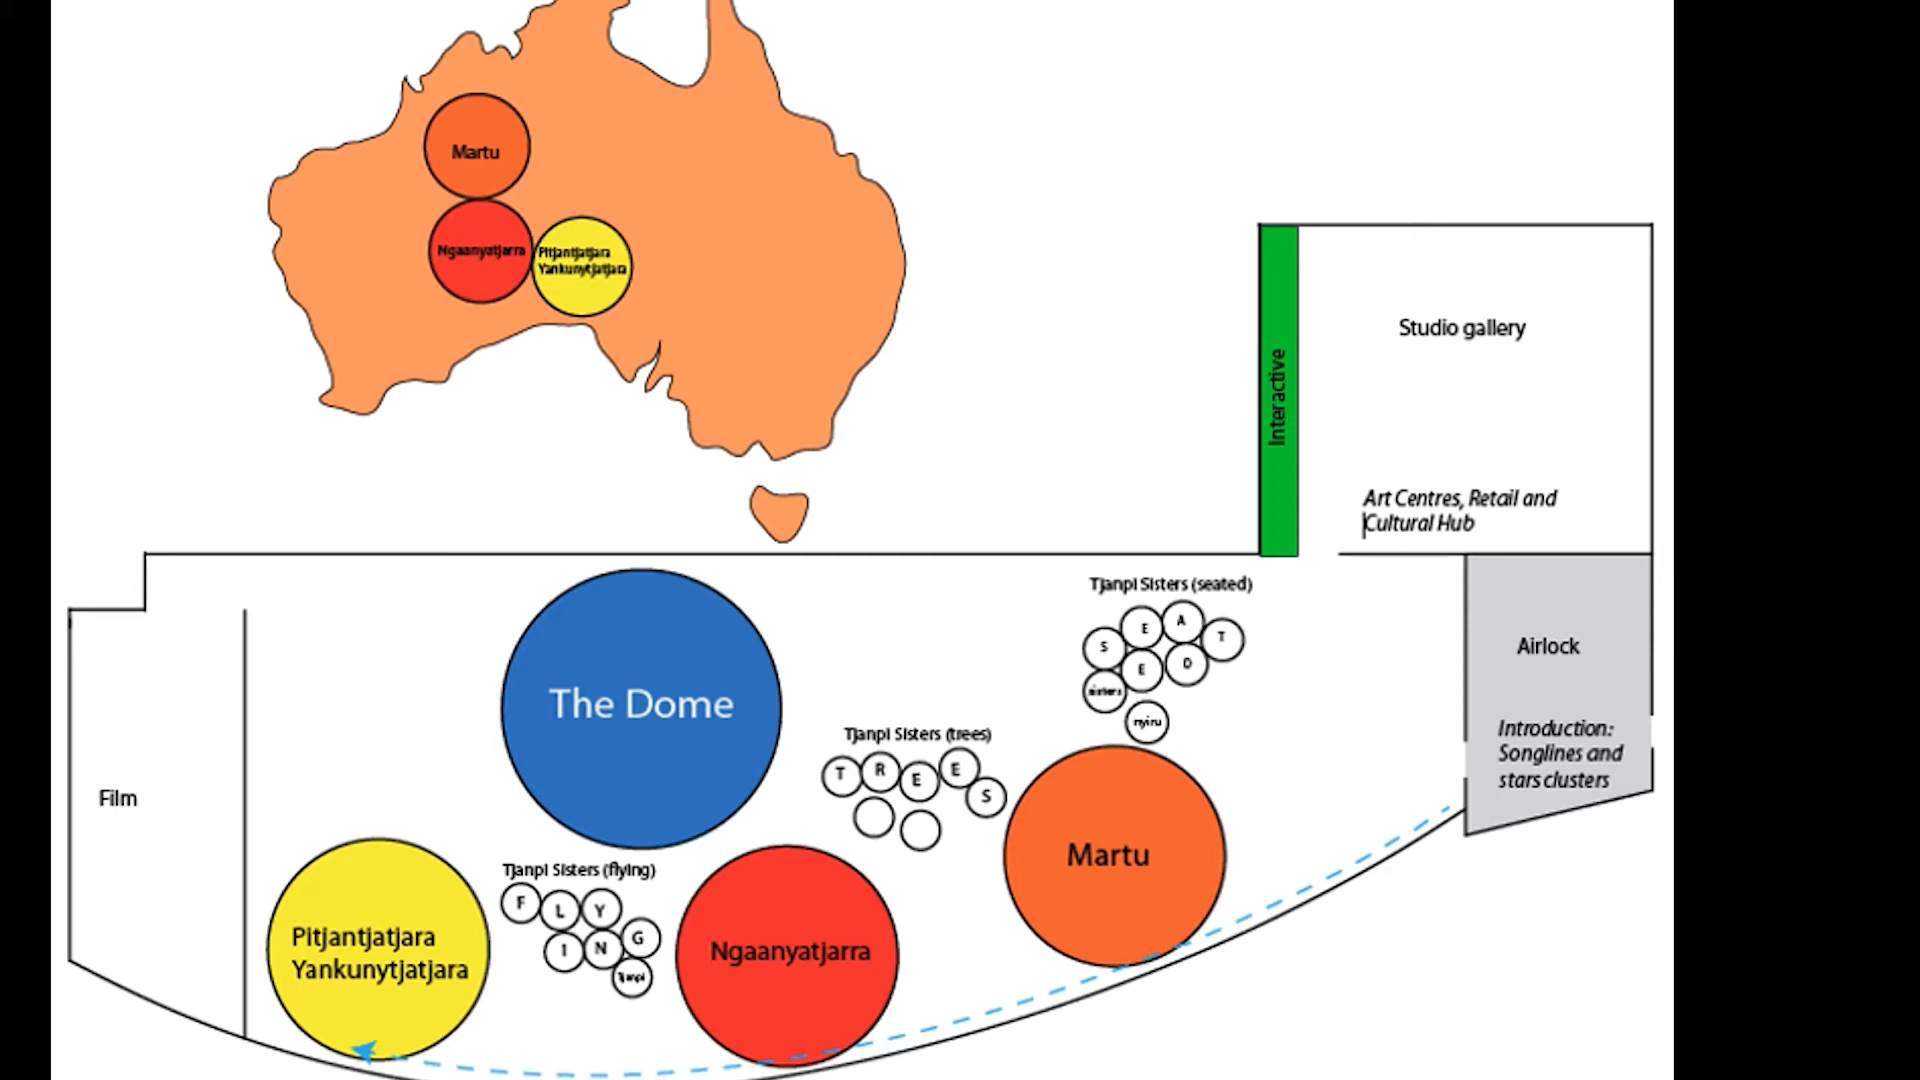 Martu
Ngaanyatjarra
Pitjantjatjara
Yankunytjatjara
Interactive
Studio gallery
Art Centres, Retail and
Cultural Hub
Tjanpi Sisters (seated)
S E A T
E D
sisters
nyiru
Airlock
Introduction:
Songlines and
stars clusters
The Dome
Tjanpi Sisters (trees)
T R E E S
Martu
Film
Tjanpi Sisters (flying)
F L Y
I N G
Tjanpi
Pitjantjatjara
Yankunytjatjara
Ngaanyatjarra